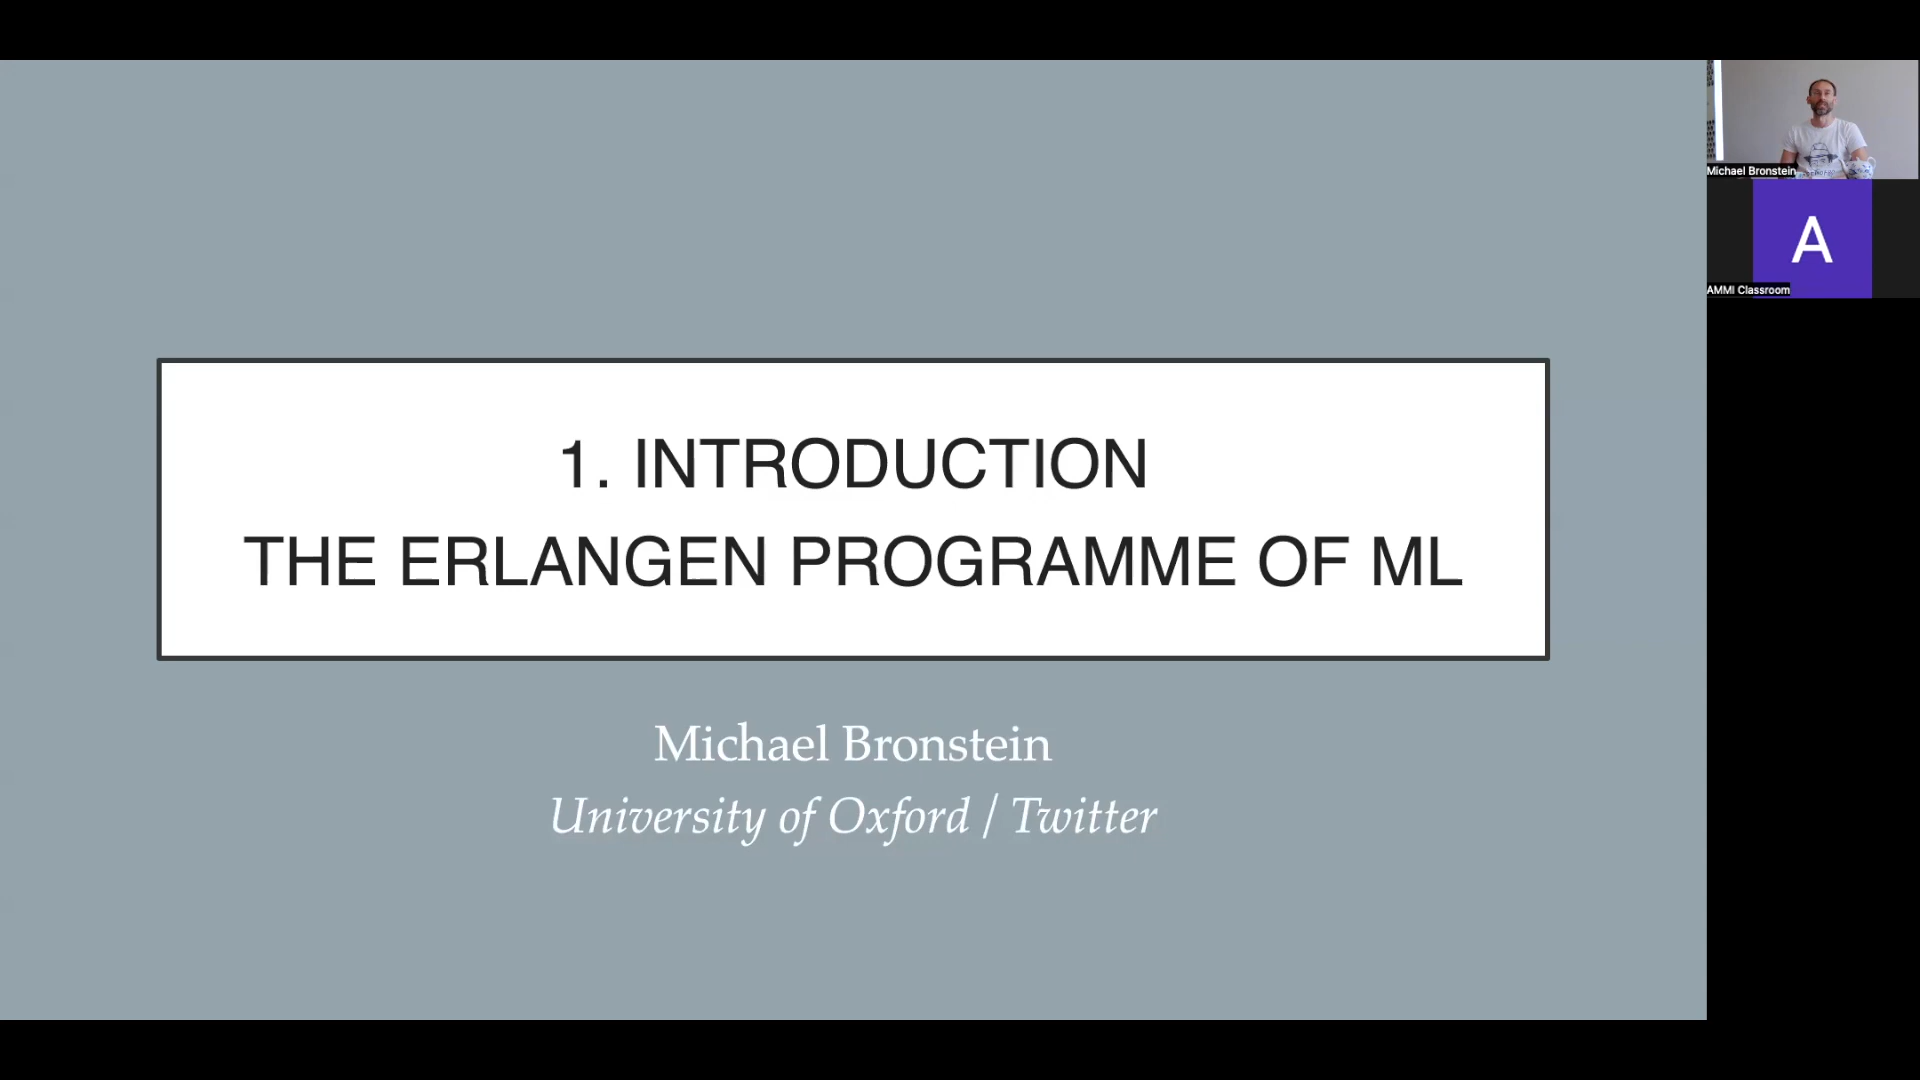 1. INTRODUCTION
THE ERLANGEN PROGRAMME OF ML
Michael Bronstein
University of Oxford / Twitter
Michael Bronstein
A
AMMI Classroom